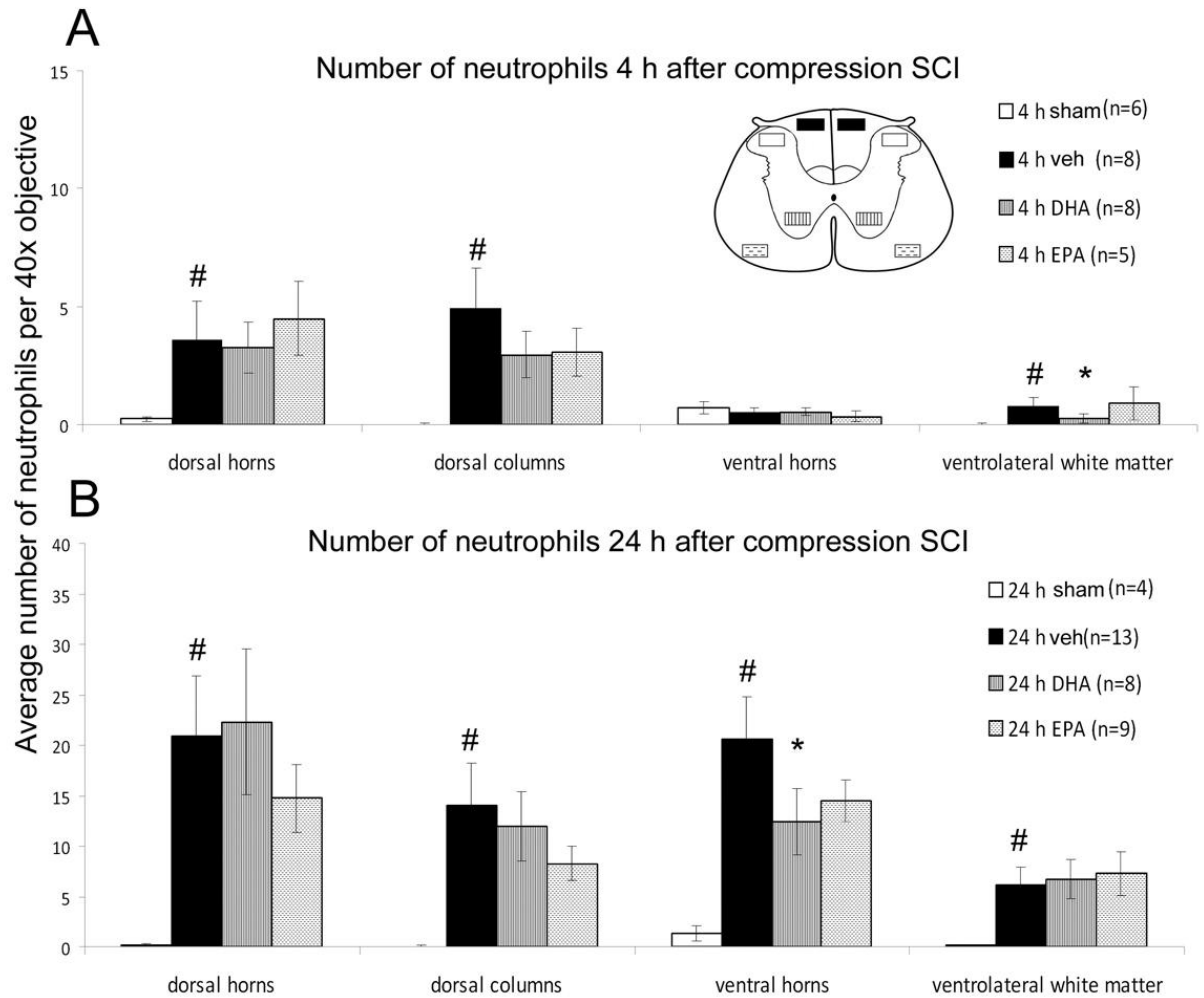 A
Number of neutrophils 4 h after compression SCI
Average number of neutrophils per 40x objective
15
10
5
0
4 h sham (n=6)
4 h veh (n=8)
4 h DHA (n=8)
4 h EPA (n=5)
#
#
#
*
dorsal horns
dorsal columns
ventral horns
ventrolateral white matter
B
Number of neutrophils 24 h after compression SCI
40
35
30
25
20
15
10
5
0
24 h sham (n=4)
24 h veh(n=13)
24 h DHA (n=8)
24 h EPA (n=9)
#
#
#
*
#
dorsal horns
dorsal columns
ventral horns
ventrolateral white matter